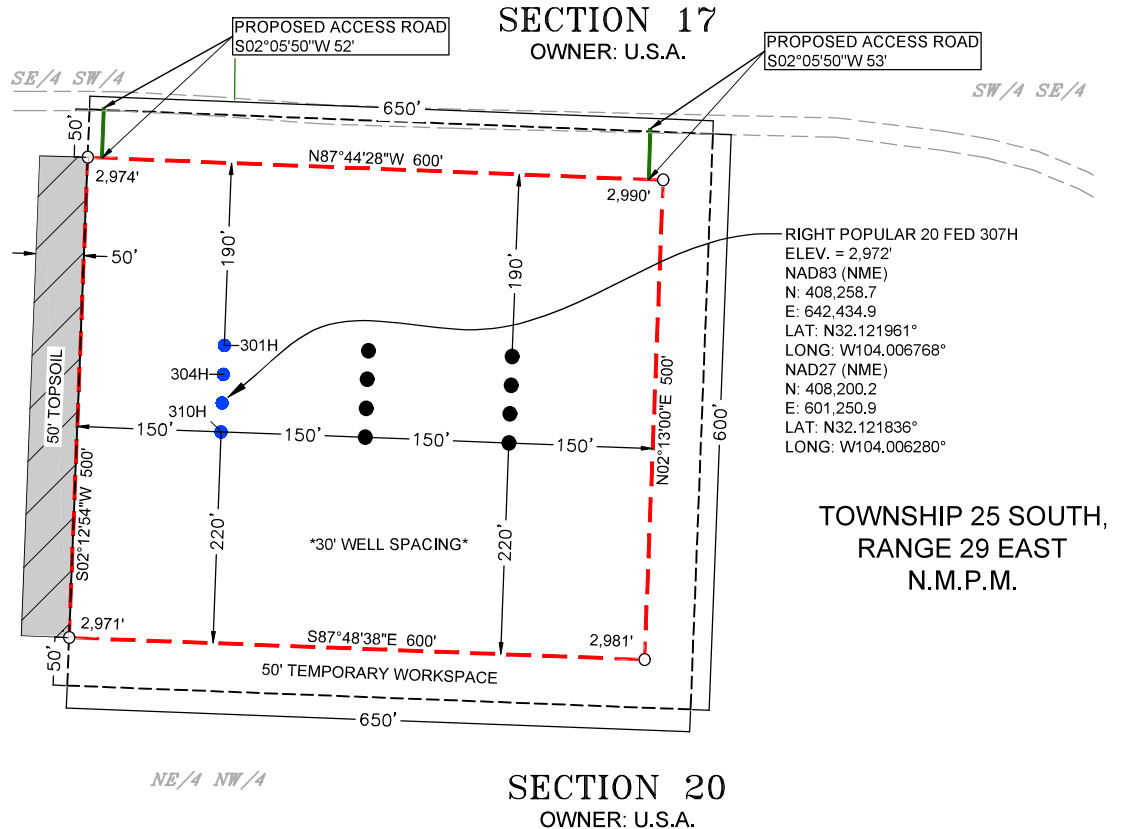 SECTION 17
OWNER: U.S.A.
PROPOSED ACCESS ROAD
S02°05'50"W 52'
PROPOSED ACCESS ROAD
S02°05'50"W 53'
SE/4 SW/4
SW/4 SE/4
650'
50'
N87°44'28"W 600'
2,974'
2,990'
50'
190'
190'
RIGHT POPULAR 20 FED 307H
ELEV. = 2,972'
NAD83 (NME)
N: 408,258.7
E: 642,434.9
LAT: N32.121961°
LONG: W104.006768°
NAD27 (NME)
N: 408,200.2
E: 601,250.9
LAT: N32.121836°
LONG: W104.006280°
301H
304H
310H
50' TOPSOIL
S02°12'54"W 500'
150'
150'
150'
150'
N02°13'00"E 500'
600'
220'
220'
*30' WELL SPACING*
TOWNSHIP 25 SOUTH,
RANGE 29 EAST
N.M.P.M.
2,971'
S87°48'38"E 600'
2,981'
50'
50' TEMPORARY WORKSPACE
650'
NE/4 NW/4
SECTION 20
OWNER: U.S.A.